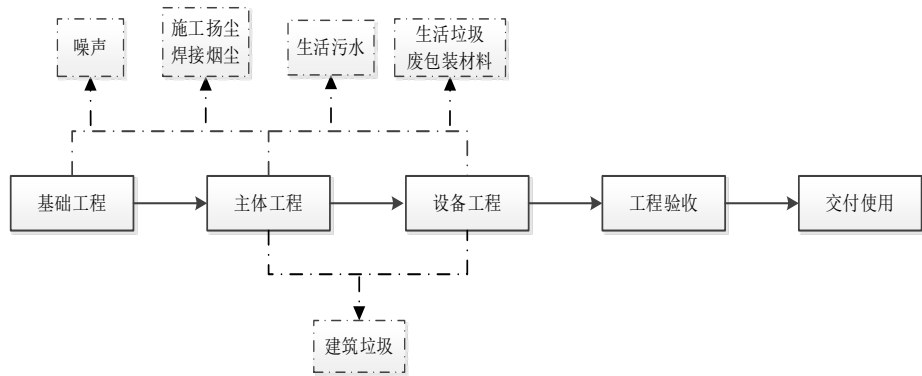 噪声
施工扬尘
焊接烟尘
生活污水
生活垃圾
废包装材料
基础工程
主体工程
设备工程
工程验收
交付使用
建筑垃圾